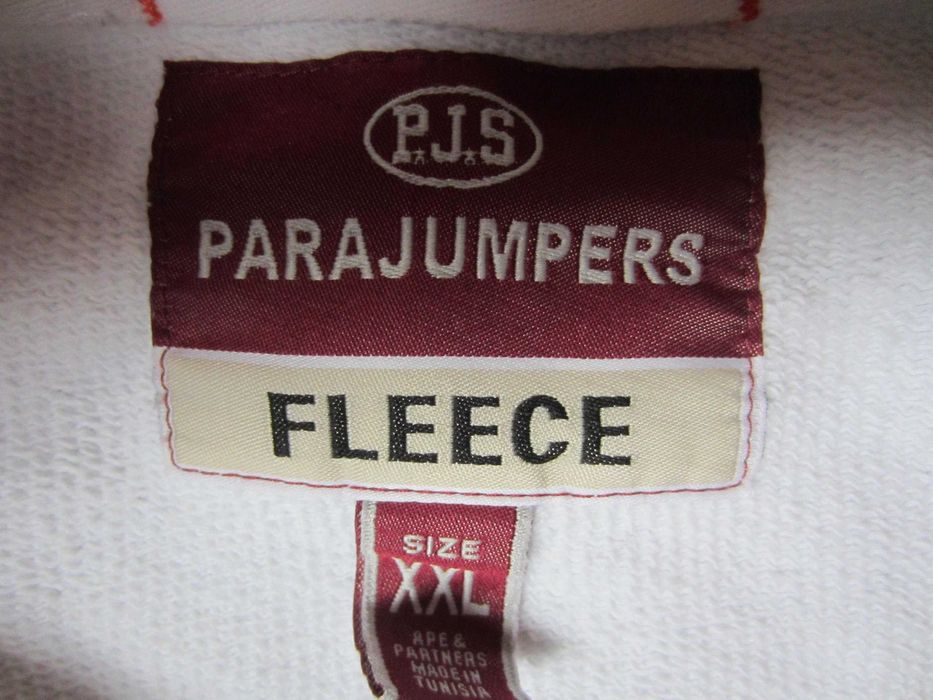 P.J.S
PARAJUMPERS
FLEECE
SIZE
XXL
APE &
PARTNERS
MADE IN
TUNISIA